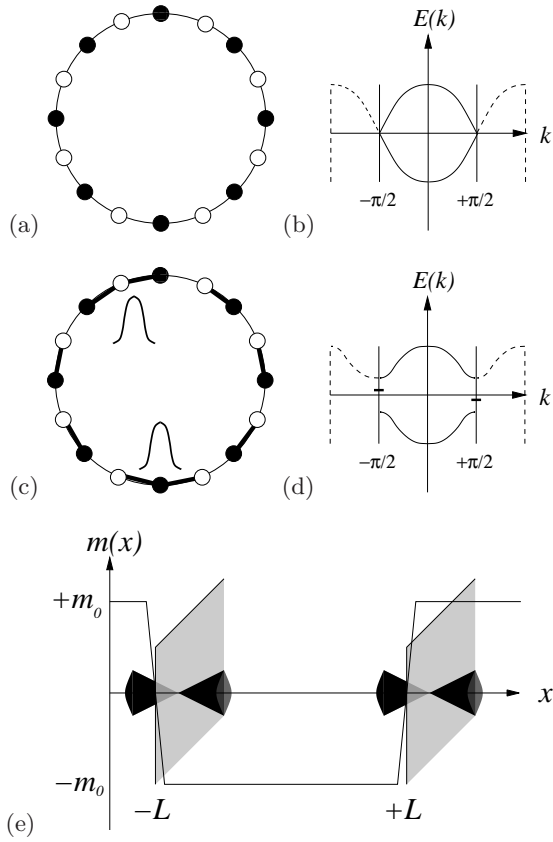 E(k)
k
−π/2 +π/2
(a) (b)
E(k)
k
−π/2 +π/2
(c) (d)
m(x)
+m₀
x
−m₀
−L +L
(e)